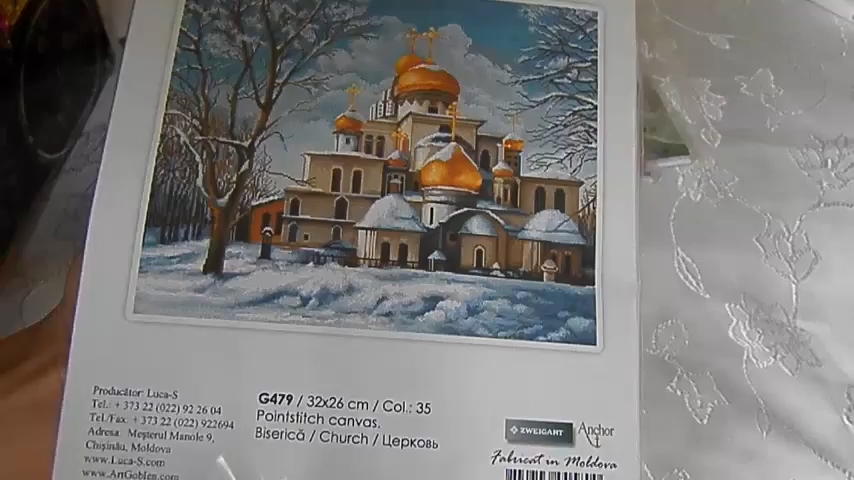 Producător: Luca-S
Tel.: + 373 22 (022) 92 26 04
Tel/Fax: + 373 22 (022) 922694
Adresa: Meşterul Manole 9,
Chişinău, Moldova
www.Luca-S.com
www.ArtGoblen.com
G479 / 32x26 cm / Col.: 35
Pointstitch canvas.
Biserică / Church / Церковь
ZWEIGART
Anchor
Fabricat in Moldova